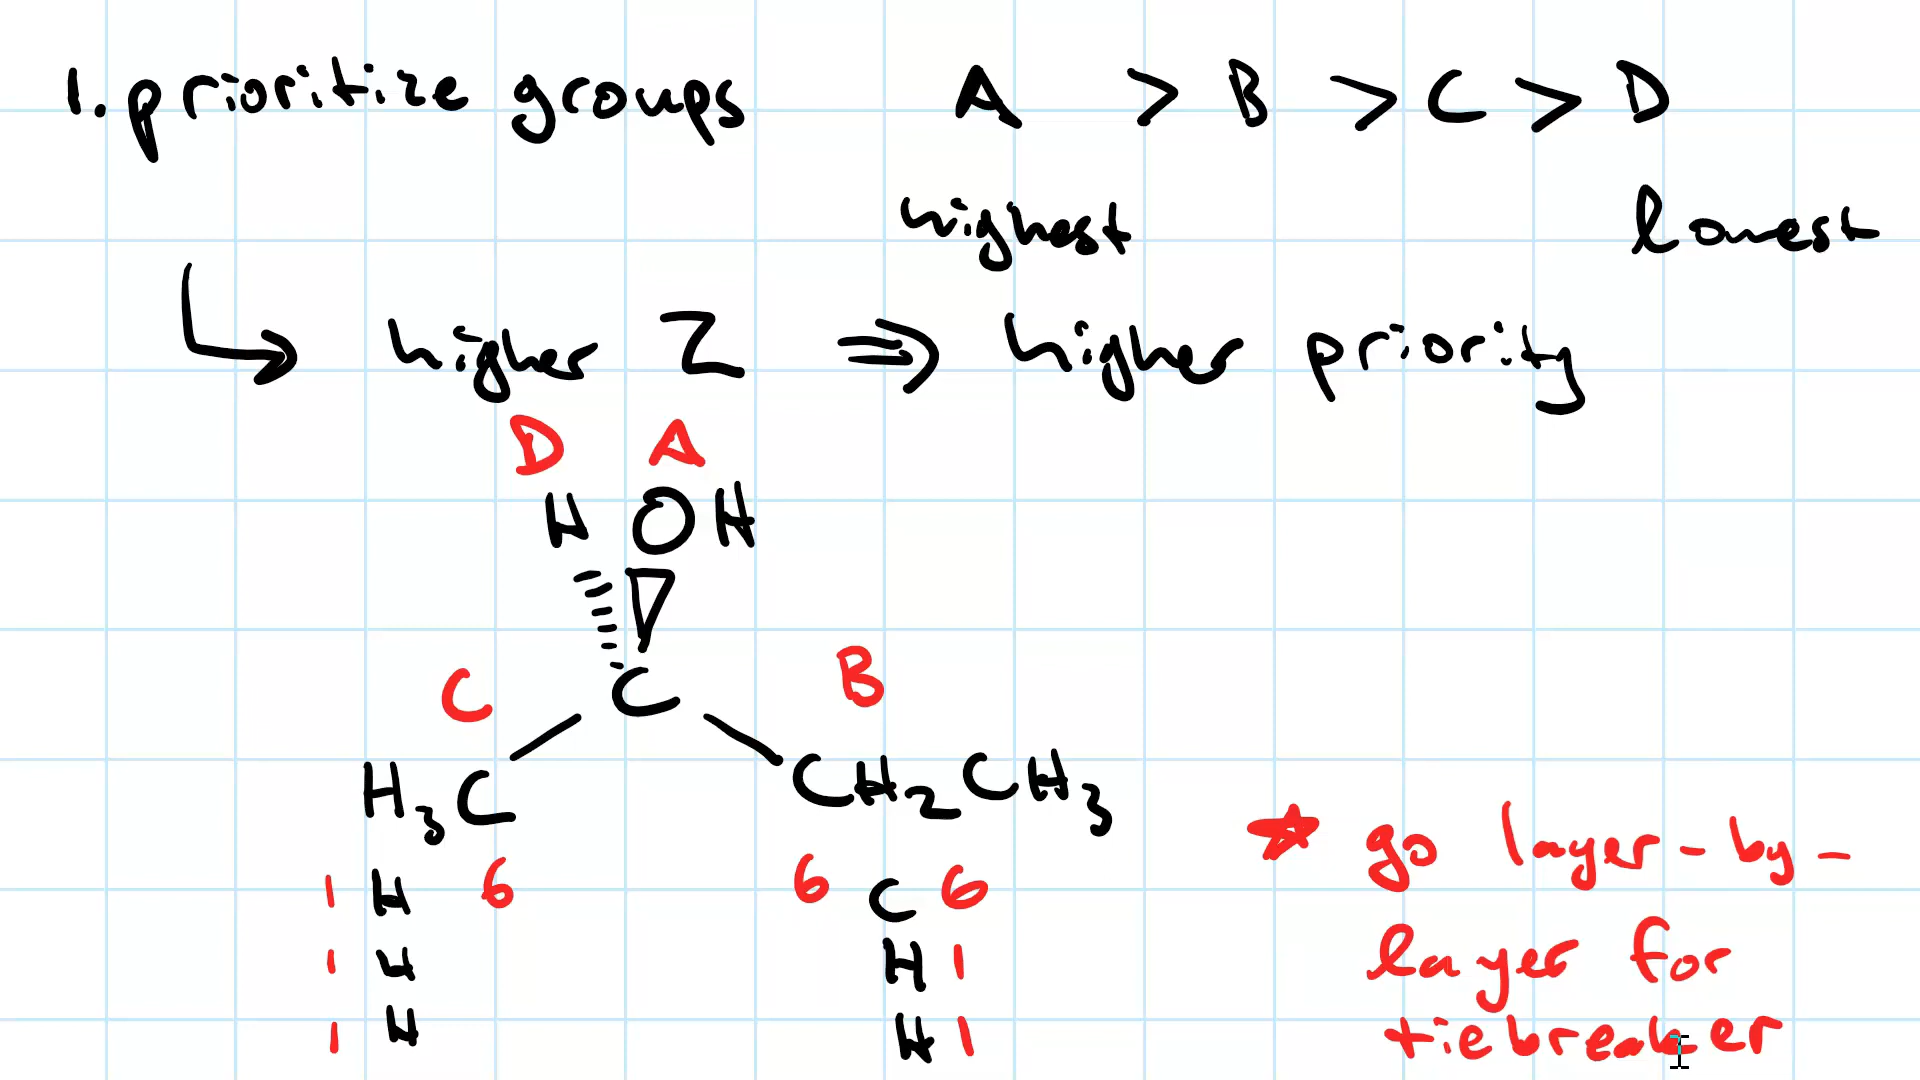 1. prioritize groups A > B > C > D
highest lowest
higher Z ⇒ higher priority
D A
H OH
C B
C
H₃C CH₂CH₃
1 H 6 6 C 6
1 H H 1
1 H H 1
★ go layer-by-
layer for
tiebreaker